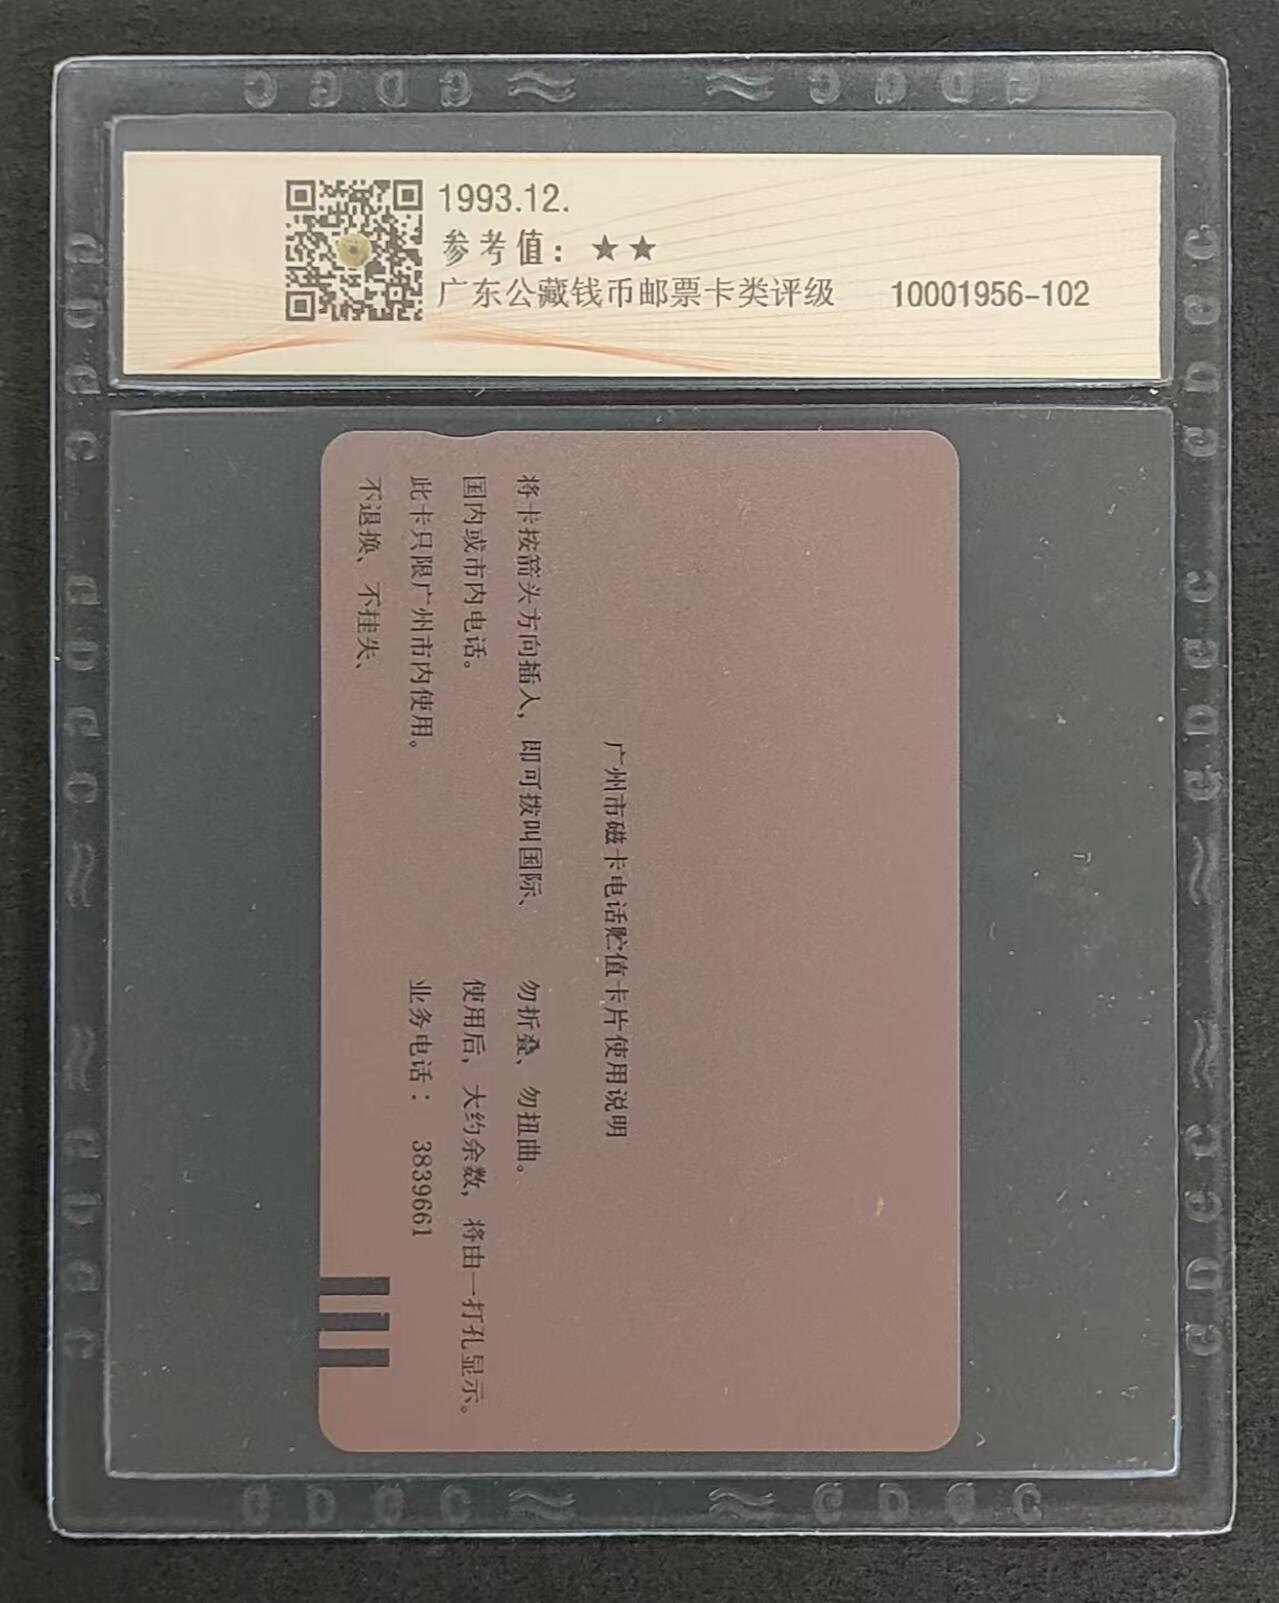 1993.12.
参考值：★★
广东公藏钱币邮票卡类评级 10001956-102
广州市磁卡电话贮值卡片使用说明
将卡按箭头方向插入，即可拨叫国际、
国内或市内电话。
此卡只限广州市内使用。
不退换、不挂失、
勿折叠、勿扭曲。
使用后，大约余数，将由一打孔显示。
业务电话： 3839661